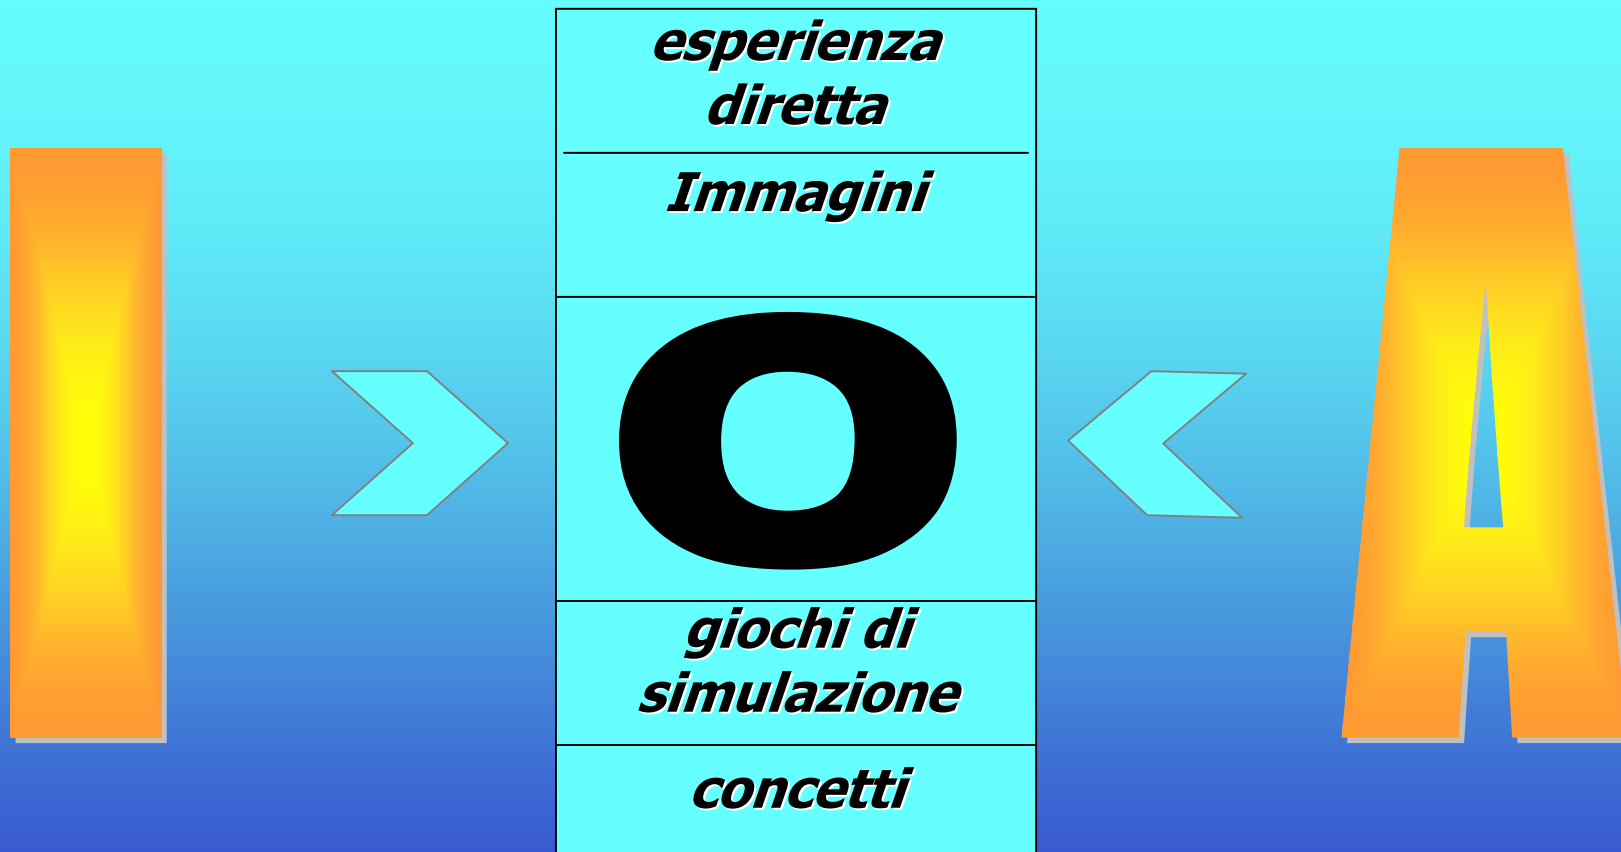 esperienza
diretta
Immagini
I
O
A
giochi di
simulazione
concetti